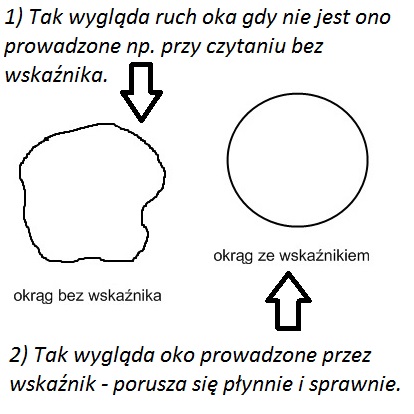 1) Tak wygląda ruch oka gdy nie jest ono
prowadzone np. przy czytaniu bez
wskaźnika.
okrąg bez wskaźnika
okrąg ze wskaźnikiem
2) Tak wygląda oko prowadzone przez
wskaźnik - porusza się płynnie i sprawnie.